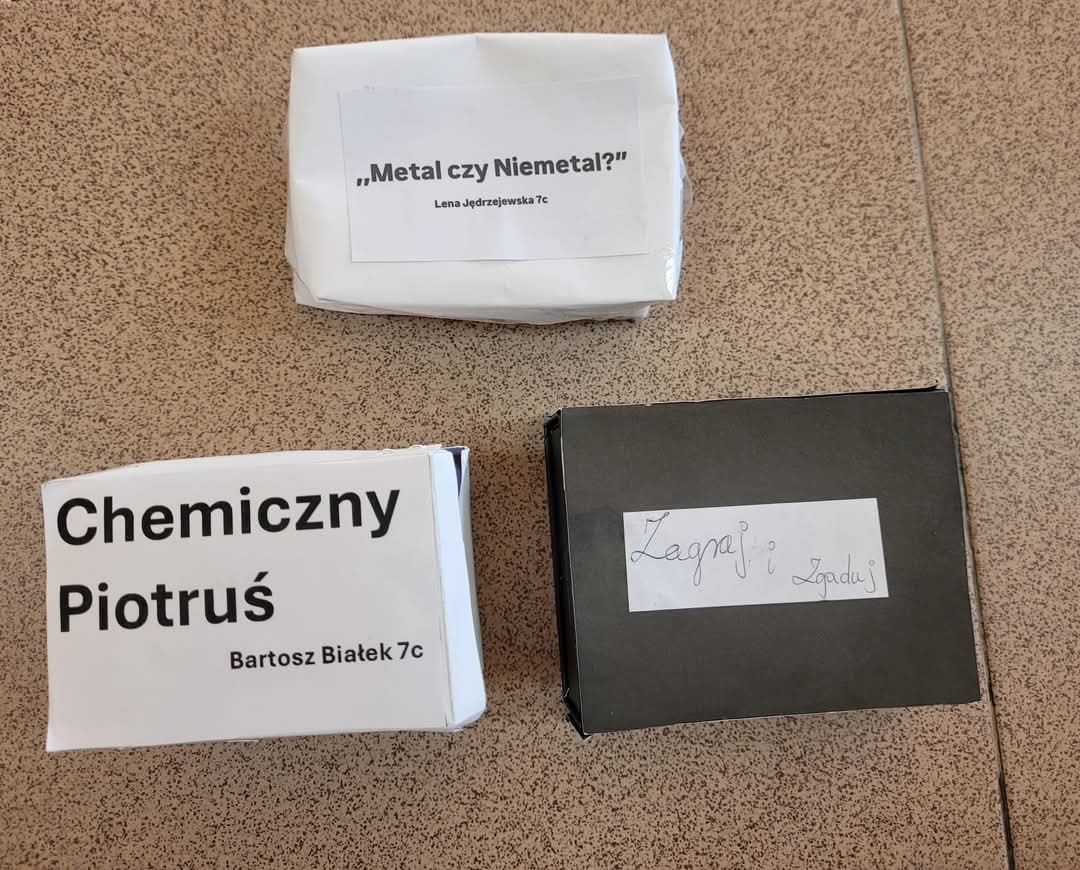 „Metal czy Niemetal?”
Lena Jędrzejewska 7c
Chemiczny
Piotruś
Bartosz Białek 7c
Zagraj i
Zgaduj